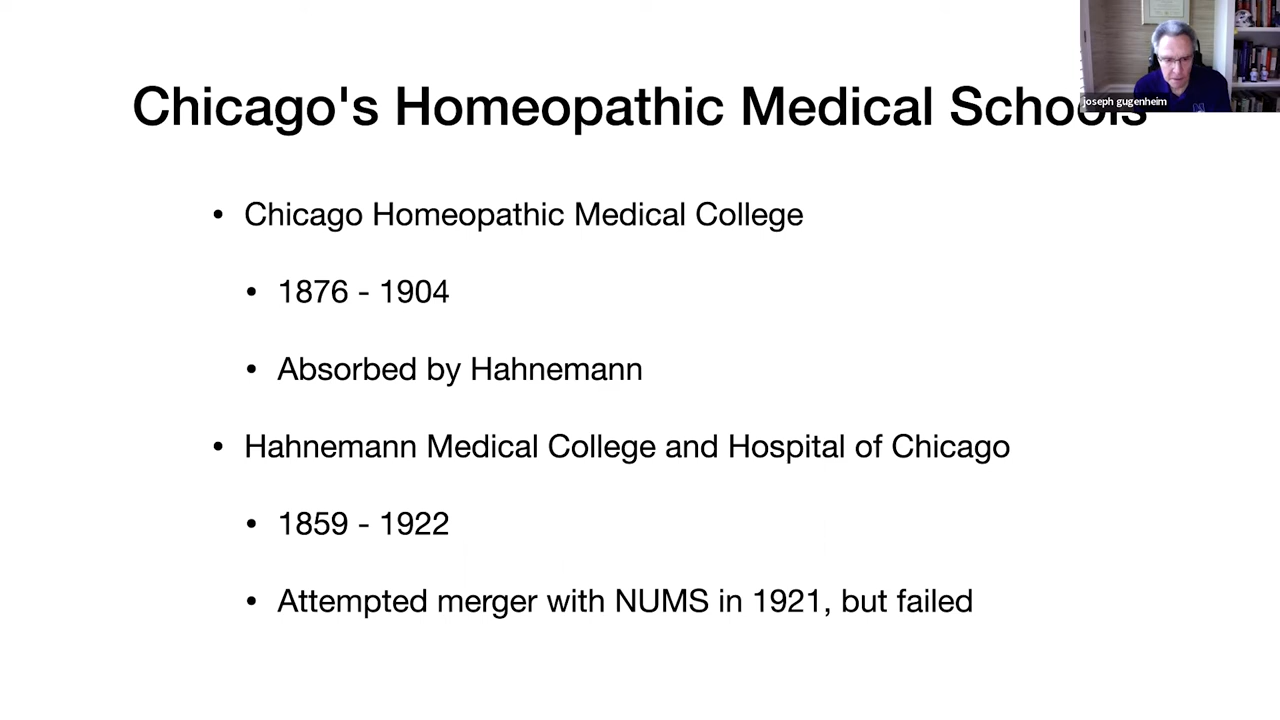 Chicago's Homeopathic Medical Schools
joseph gugenheim
• Chicago Homeopathic Medical College
• 1876 - 1904
• Absorbed by Hahnemann
• Hahnemann Medical College and Hospital of Chicago
• 1859 - 1922
• Attempted merger with NUMS in 1921, but failed